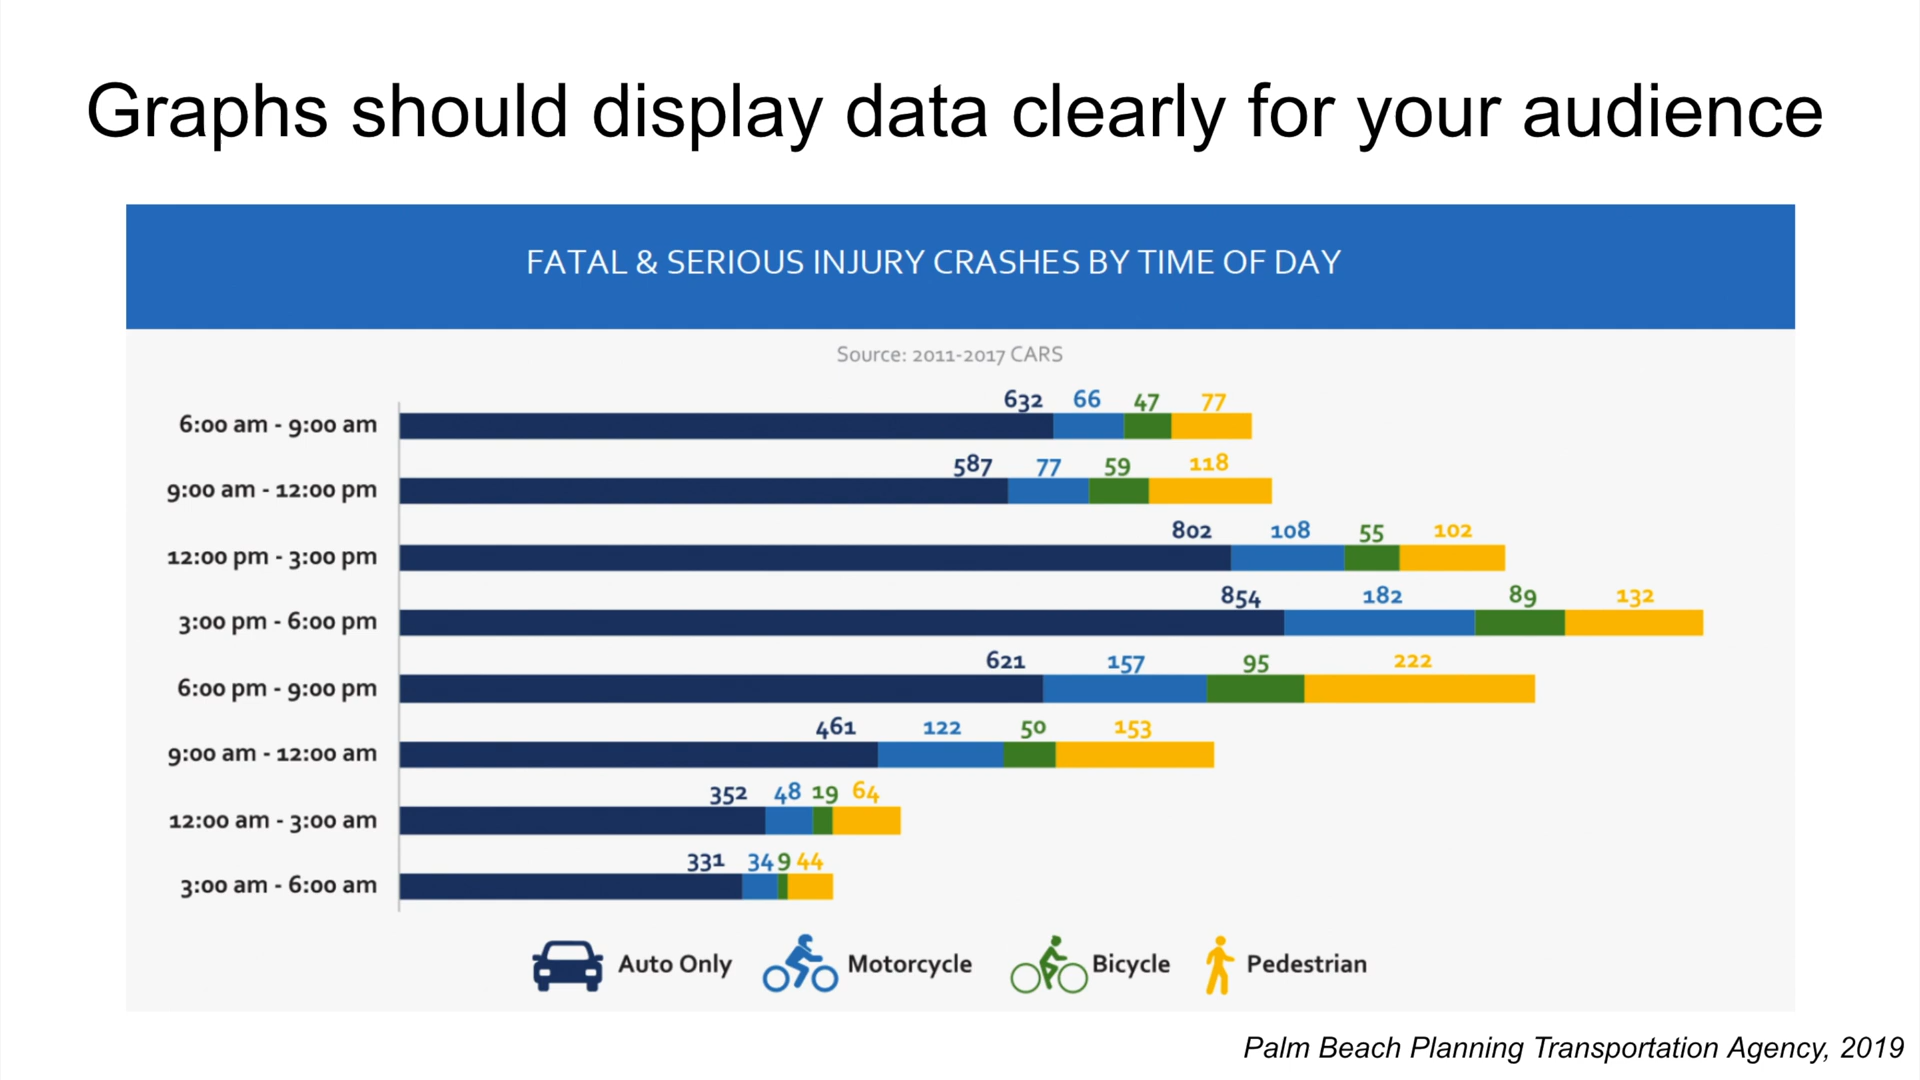 Graphs should display data clearly for your audience
FATAL & SERIOUS INJURY CRASHES BY TIME OF DAY
Source: 2011-2017 CARS
632 66 47 77
6:00 am - 9:00 am
587 77 59 118
9:00 am - 12:00 pm
802 108 55 102
12:00 pm - 3:00 pm
854 182 89 132
3:00 pm - 6:00 pm
621 157 95 222
6:00 pm - 9:00 pm
461 122 50 153
9:00 am - 12:00 am
352 48 19 64
12:00 am - 3:00 am
331 34 9 44
3:00 am - 6:00 am
Auto Only Motorcycle Bicycle Pedestrian
Palm Beach Planning Transportation Agency, 2019